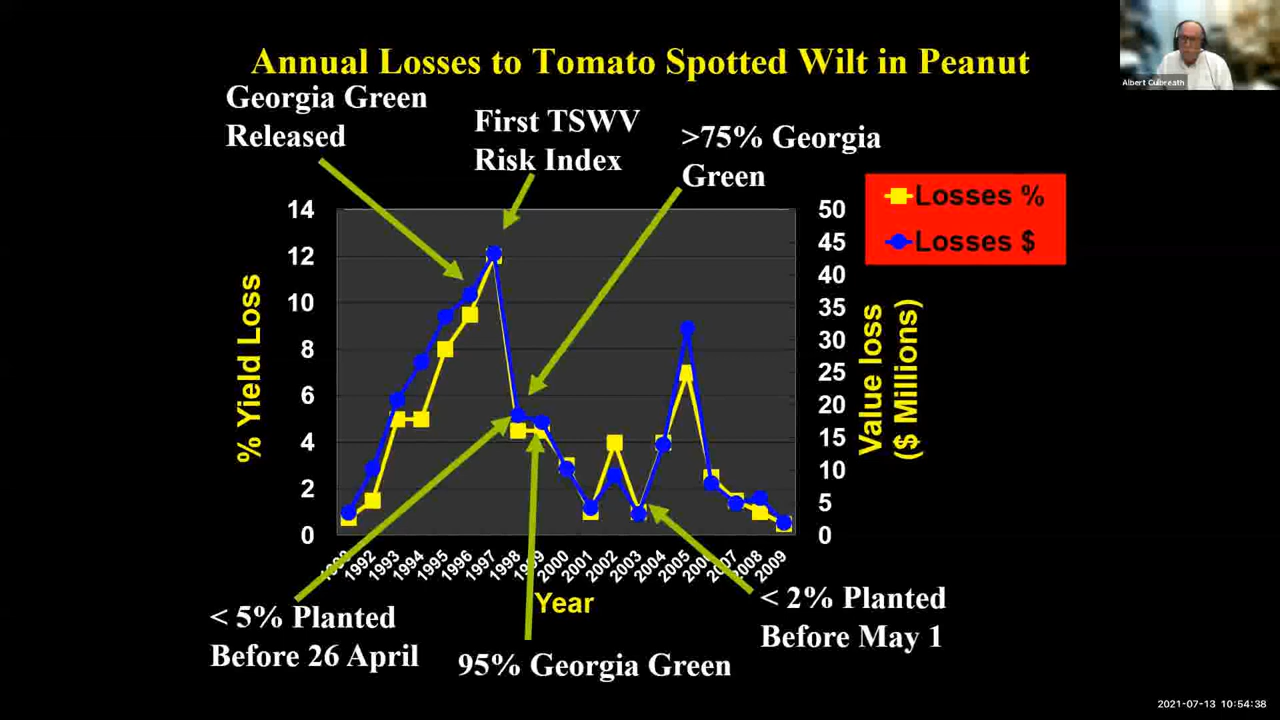 Annual Losses to Tomato Spotted Wilt in Peanut
Albert Culbreath
Georgia Green
Released
First TSWV
Risk Index
>75% Georgia
Green
Losses %
Losses $
% Yield Loss
14
12
10
8
6
4
2
0
50
45
40
35
30
25
20
15
10
5
0
Value loss
($ Millions)
1992
1993
1994
1995
1996
1997
1998
1999
2000
2001
2002
2003
2004
2005
2006
2007
2008
2009
Year
< 5% Planted
Before 26 April
95% Georgia Green
< 2% Planted
Before May 1
2021-07-13 10:54:38